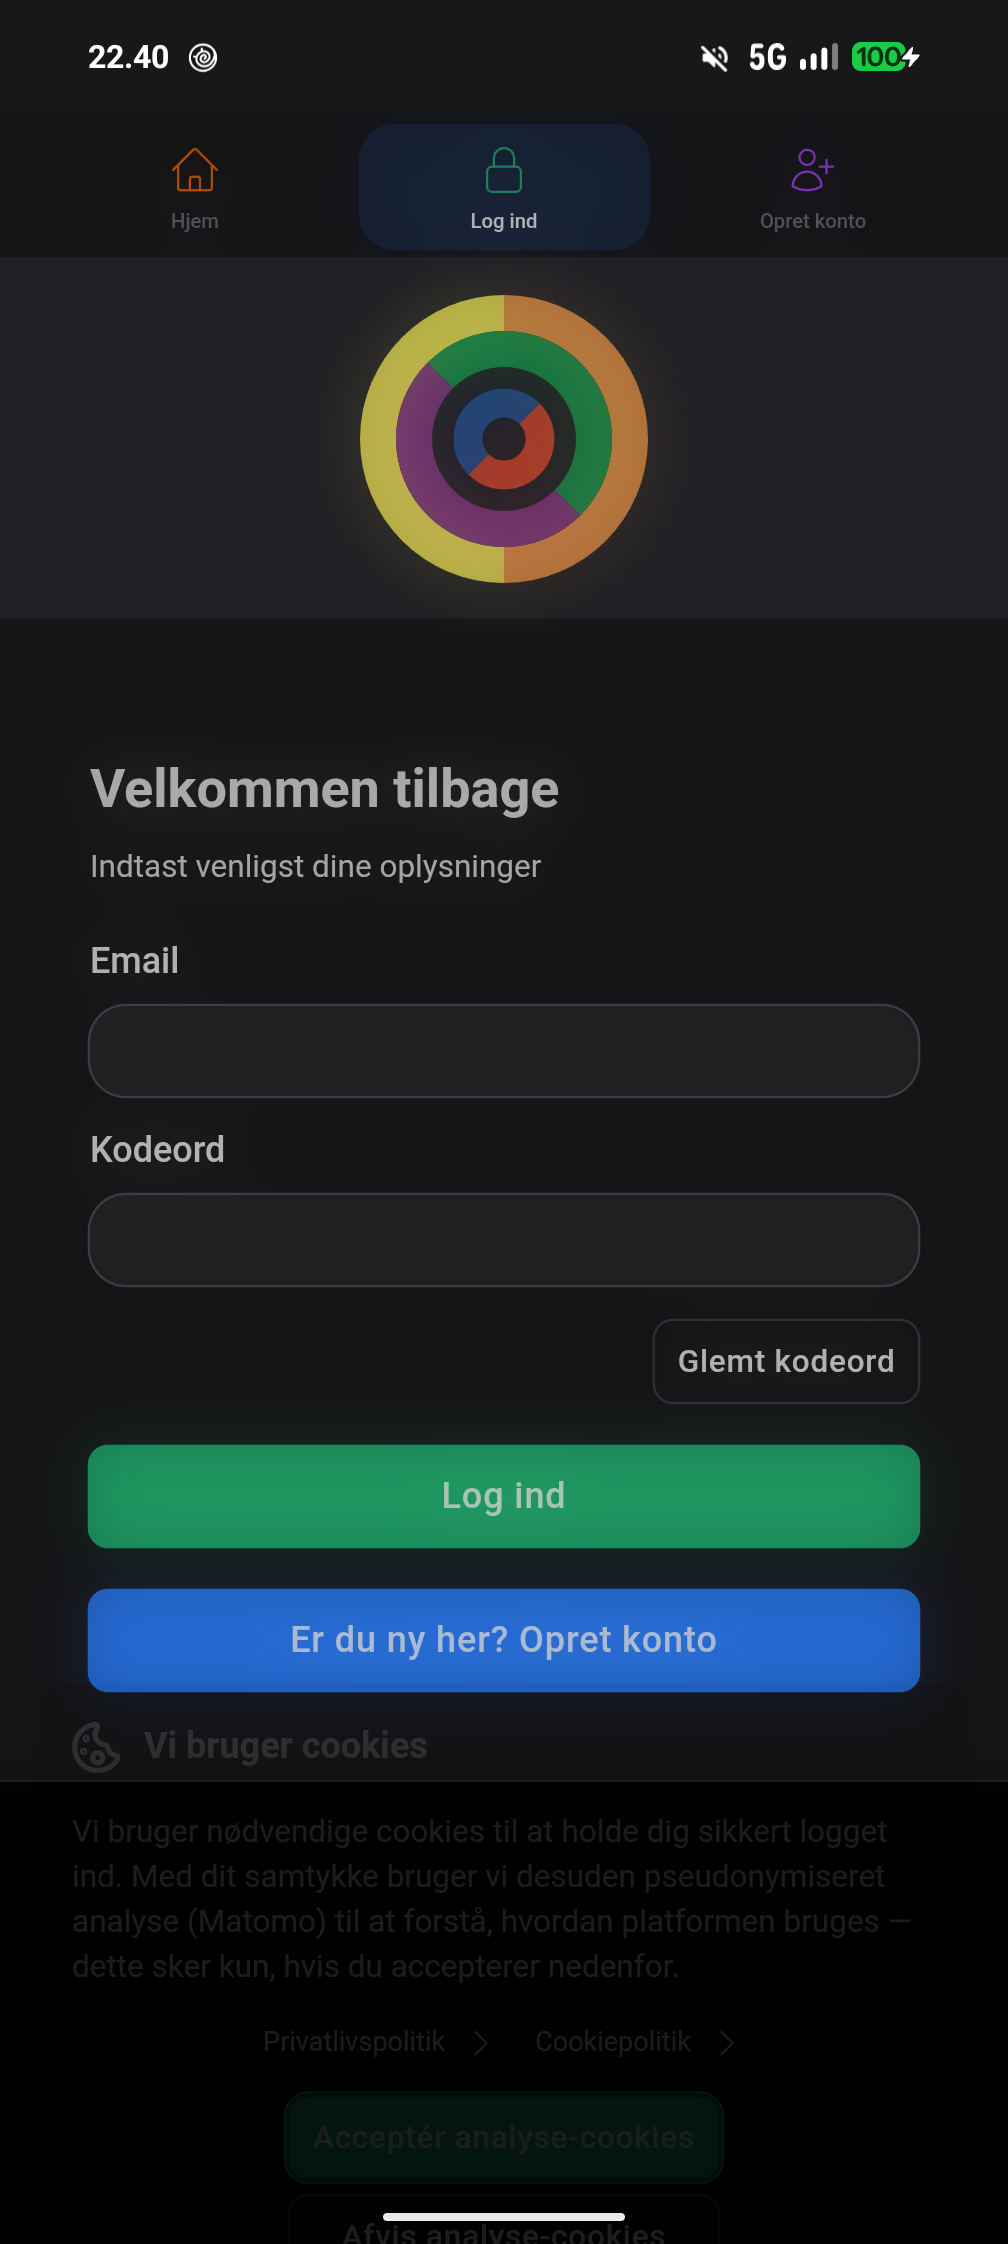 22.40
5G
100
Hjem
Log ind
Opret konto
Velkommen tilbage
Indtast venligst dine oplysninger
Email
Kodeord
Glemt kodeord
Log ind
Er du ny her? Opret konto
Vi bruger cookies
Vi bruger nødvendige cookies til at holde dig sikkert logget
ind. Med dit samtykke bruger vi desuden pseudonymiseret
analyse (Matomo) til at forstå, hvordan platformen bruges —
dette sker kun, hvis du accepterer nedenfor.
Privatlivspolitik
Cookiepolitik
Acceptér analyse-cookies
Afvis analyse-cookies